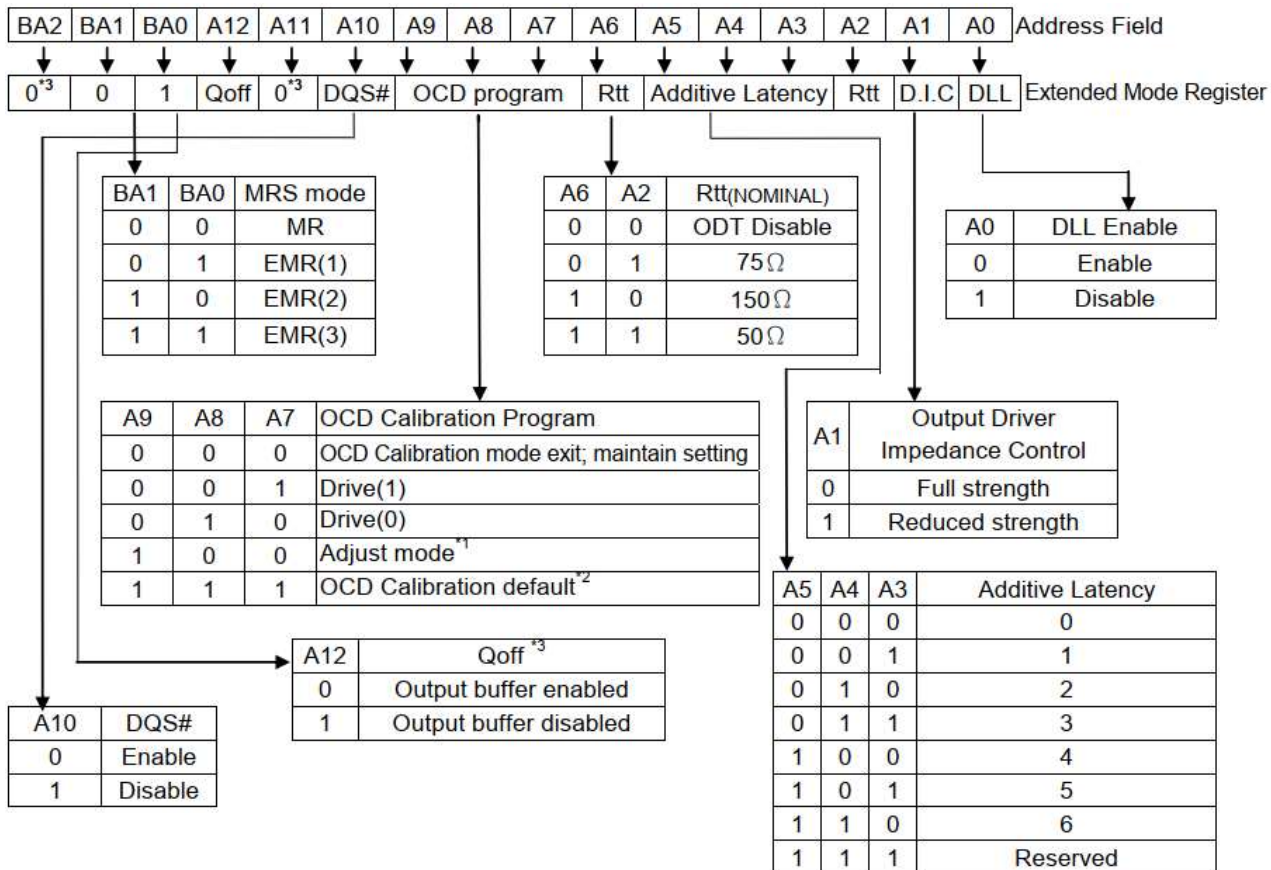 BA2 BA1 BA0 A12 A11 A10 A9 A8 A7 A6 A5 A4 A3 A2 A1 A0 Address Field
0*3 0 1 Qoff 0*3 DQS# OCD program Rtt Additive Latency Rtt D.I.C DLL Extended Mode Register
BA1 BA0 MRS mode
0 0 MR
0 1 EMR(1)
1 0 EMR(2)
1 1 EMR(3)
A6 A2 Rtt(NOMINAL)
0 0 ODT Disable
0 1 75Ω
1 0 150Ω
1 1 50Ω
A0 DLL Enable
0 Enable
1 Disable
A9 A8 A7 OCD Calibration Program
0 0 0 OCD Calibration mode exit; maintain setting
0 0 1 Drive(1)
0 1 0 Drive(0)
1 0 0 Adjust mode*1
1 1 1 OCD Calibration default*2
A1 Output Driver
Impedance Control
0 Full strength
1 Reduced strength
A12 Qoff *3
0 Output buffer enabled
1 Output buffer disabled
A10 DQS#
0 Enable
1 Disable
A5 A4 A3 Additive Latency
0 0 0 0
0 0 1 1
0 1 0 2
0 1 1 3
1 0 0 4
1 0 1 5
1 1 0 6
1 1 1 Reserved